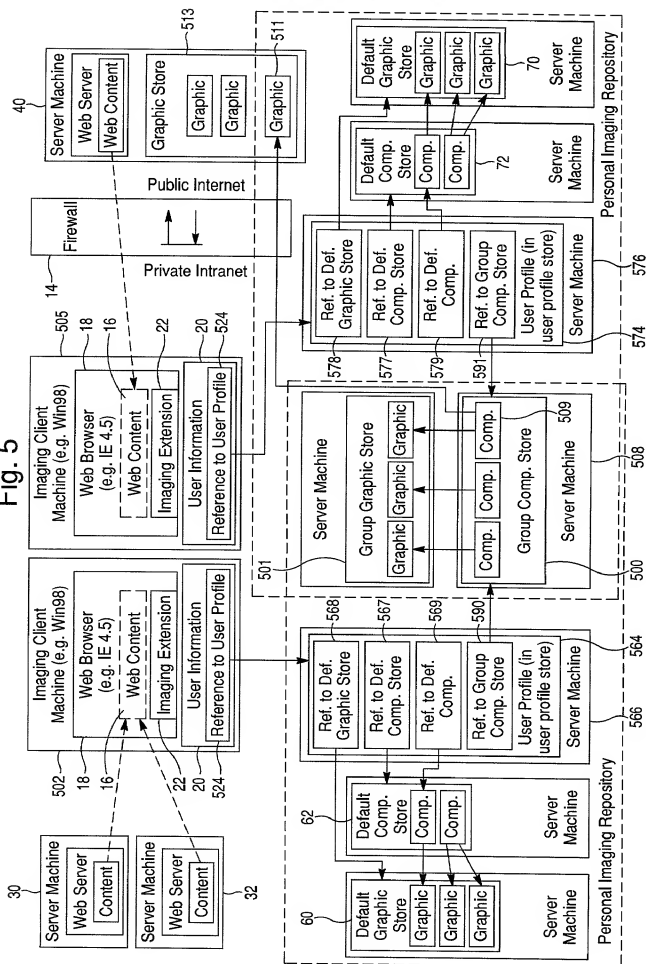 Fig. 5
30
Server Machine
Web Server
Content
Server Machine
Web Server
Content
32
502
Imaging Client
Machine (e.g. Win98)
18
Web Browser
(e.g. IE 4.5)
16
Web Content
22
Imaging Extension
20
User Information
524
Reference to User Profile
505
Imaging Client
Machine (e.g. Win98)
18
Web Browser
(e.g. IE 4.5)
16
Web Content
22
Imaging Extension
20
User Information
524
Reference to User Profile
14
Firewall
Private Intranet
Public Internet
40
Server Machine
Web Server
Web Content
513
Graphic Store
Graphic
Graphic
511
Graphic
60
Default
Graphic
Store
Graphic
Graphic
Graphic
Server
Machine
62
Default
Comp.
Store
Comp.
Comp.
Server
Machine
568
Ref. to Def.
Graphic Store
567
Ref. to Def.
Comp. Store
569
Ref. to Def.
Comp.
590
Ref. to Group
Comp. Store
User Profile (in
user profile store)
564
Server Machine
566
Personal Imaging Repository
501
Server Machine
Group Graphic Store
Graphic
Graphic
Graphic
Comp.
Comp.
Comp.
509
Group Comp. Store
500
Server Machine
508
578
Ref. to Def.
Graphic Store
577
Ref. to Def.
Comp. Store
579
Ref. to Def.
Comp.
591
Ref. to Group
Comp. Store
User Profile (in
user profile store)
574
Server Machine
576
Default
Comp.
Store
Comp.
Comp.
72
Server
Machine
Default
Graphic
Store
Graphic
Graphic
Graphic
70
Server
Machine
Personal Imaging Repository